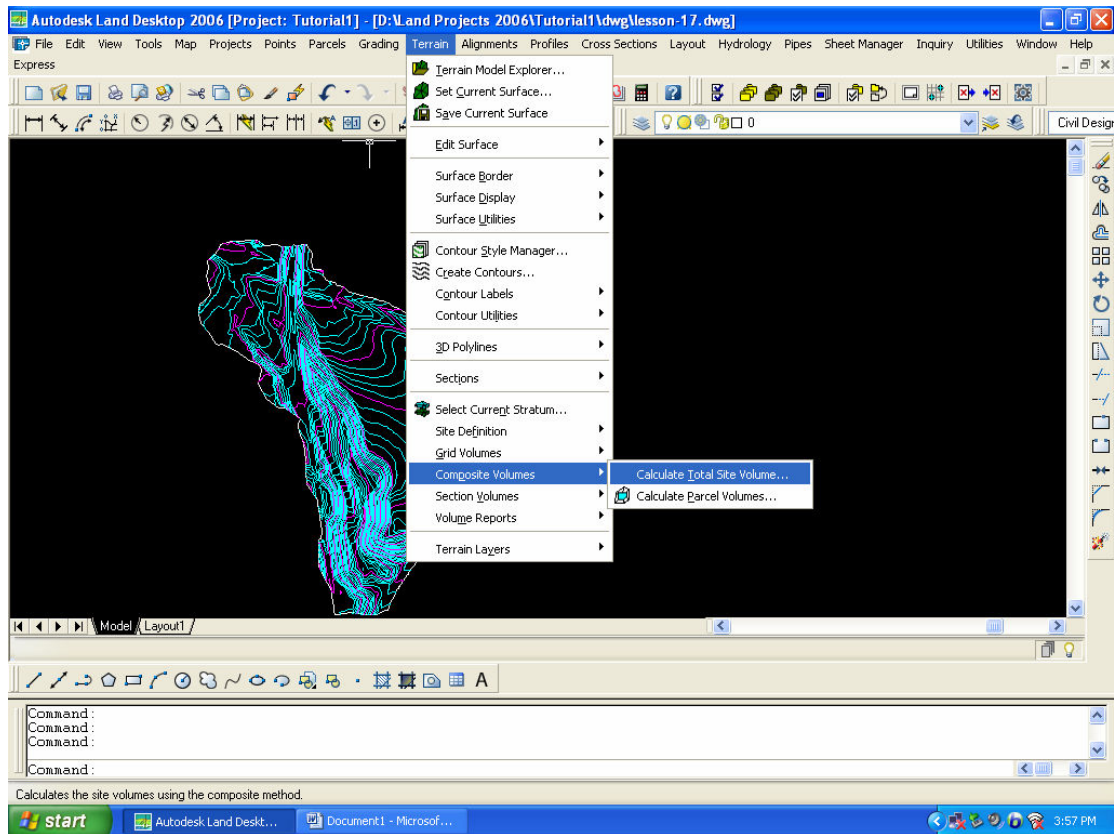 Autodesk Land Desktop 2006 [Project: Tutorial1] - [D:\Land Projects 2006\Tutorial1\dwg\lesson-17.dwg]
File Edit View Tools Map Projects Points Parcels Grading Terrain Alignments Profiles Cross Sections Layout Hydrology Pipes Sheet Manager Inquiry Utilities Window Help
Express
Terrain Model Explorer...
Set Current Surface...
Save Current Surface
0
Civil Design
Edit Surface
Surface Border
Surface Display
Surface Utilities
Contour Style Manager...
Create Contours...
Contour Labels
Contour Utilities
3D Polylines
Sections
Select Current Stratum...
Site Definition
Grid Volumes
Composite Volumes
Calculate Total Site Volume...
Section Volumes
Calculate Parcel Volumes...
Volume Reports
Terrain Layers
Model Layout1
A
Command:
Command:
Command:
Command:
Calculates the site volumes using the composite method.
start Autodesk Land Deskt... Document1 - Microsof... 3:57 PM